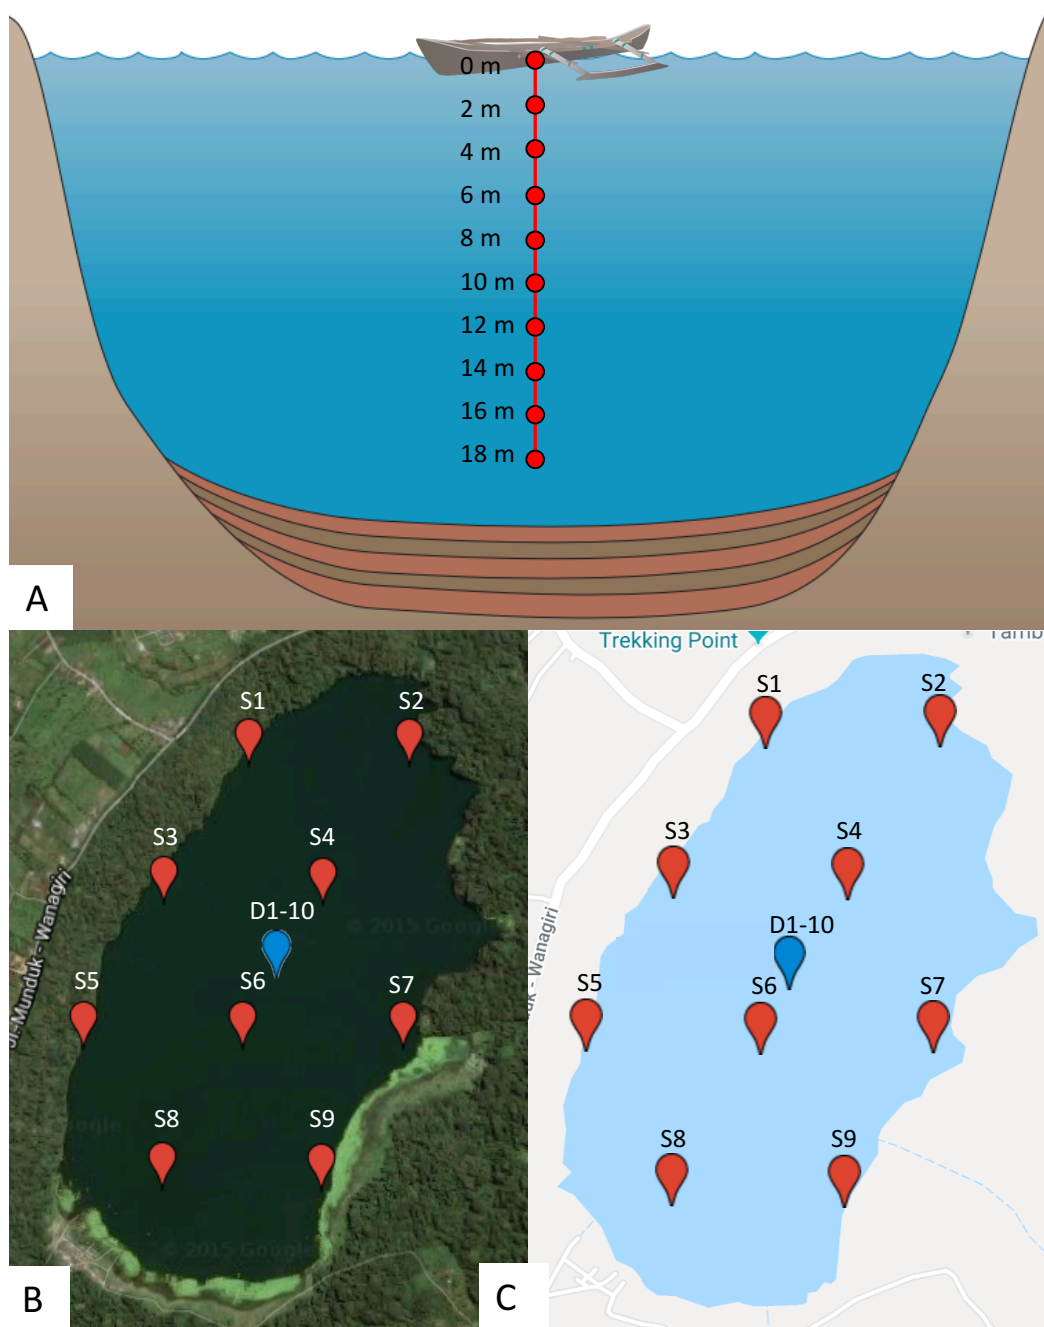 0 m
2 m
4 m
6 m
8 m
10 m
12 m
14 m
16 m
18 m
A
S1
S2
S3
S4
D1-10
© 2015 Google
S5
S6
S7
Jl. Munduk - Wanagiri
S8
S9
© 2015 Google
B
Trekking Point
S1
S2
S3
S4
D1-10
S5
S6
S7
Wanagiri
S8
S9
C